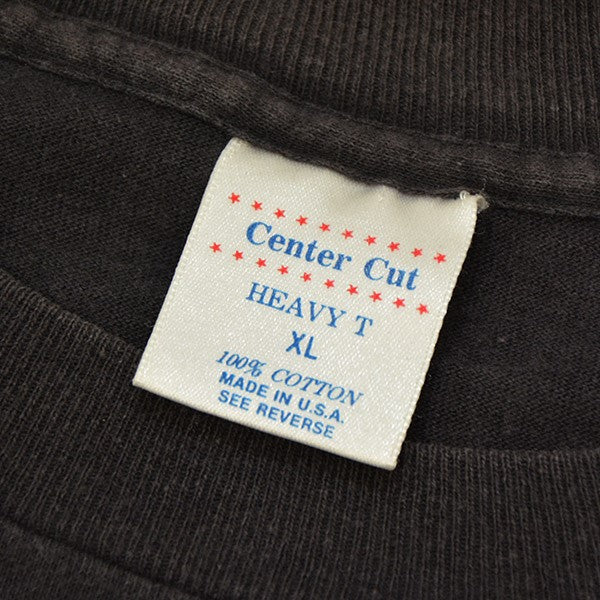 Center Cut
HEAVY T
XL
100% COTTON
MADE IN U.S.A.
SEE REVERSE